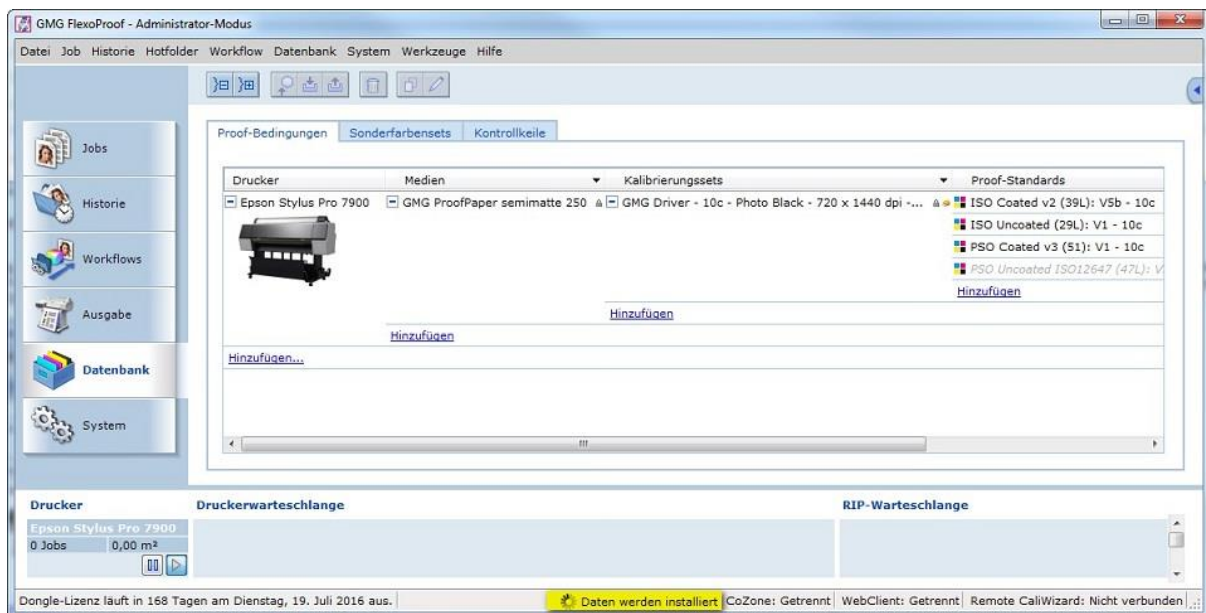 GMG FlexoProof - Administrator-Modus
Datei Job Historie Hotfolder Workflow Datenbank System Werkzeuge Hilfe
Proof-Bedingungen Sonderfarbensets Kontrollkeile
Jobs
Historie
Workflows
Ausgabe
Datenbank
System
Drucker Medien Kalibrierungssets Proof-Standards
Epson Stylus Pro 7900 GMG ProofPaper semimatte 250 GMG Driver - 10c - Photo Black - 720 x 1440 dpi -... ISO Coated v2 (39L): V5b - 10c
ISO Uncoated (29L): V1 - 10c
PSO Coated v3 (51): V1 - 10c
PSO Uncoated ISO12647 (47L): V
Hinzufügen
Hinzufügen
Hinzufügen
Hinzufügen...
Drucker Druckerwarteschlange RIP-Warteschlange
Epson Stylus Pro 7900
0 Jobs 0,00 m²
Dongle-Lizenz läuft in 168 Tagen am Dienstag, 19. Juli 2016 aus. Daten werden installiert CoZone: Getrennt WebClient: Getrennt Remote CaliWizard: Nicht verbunden